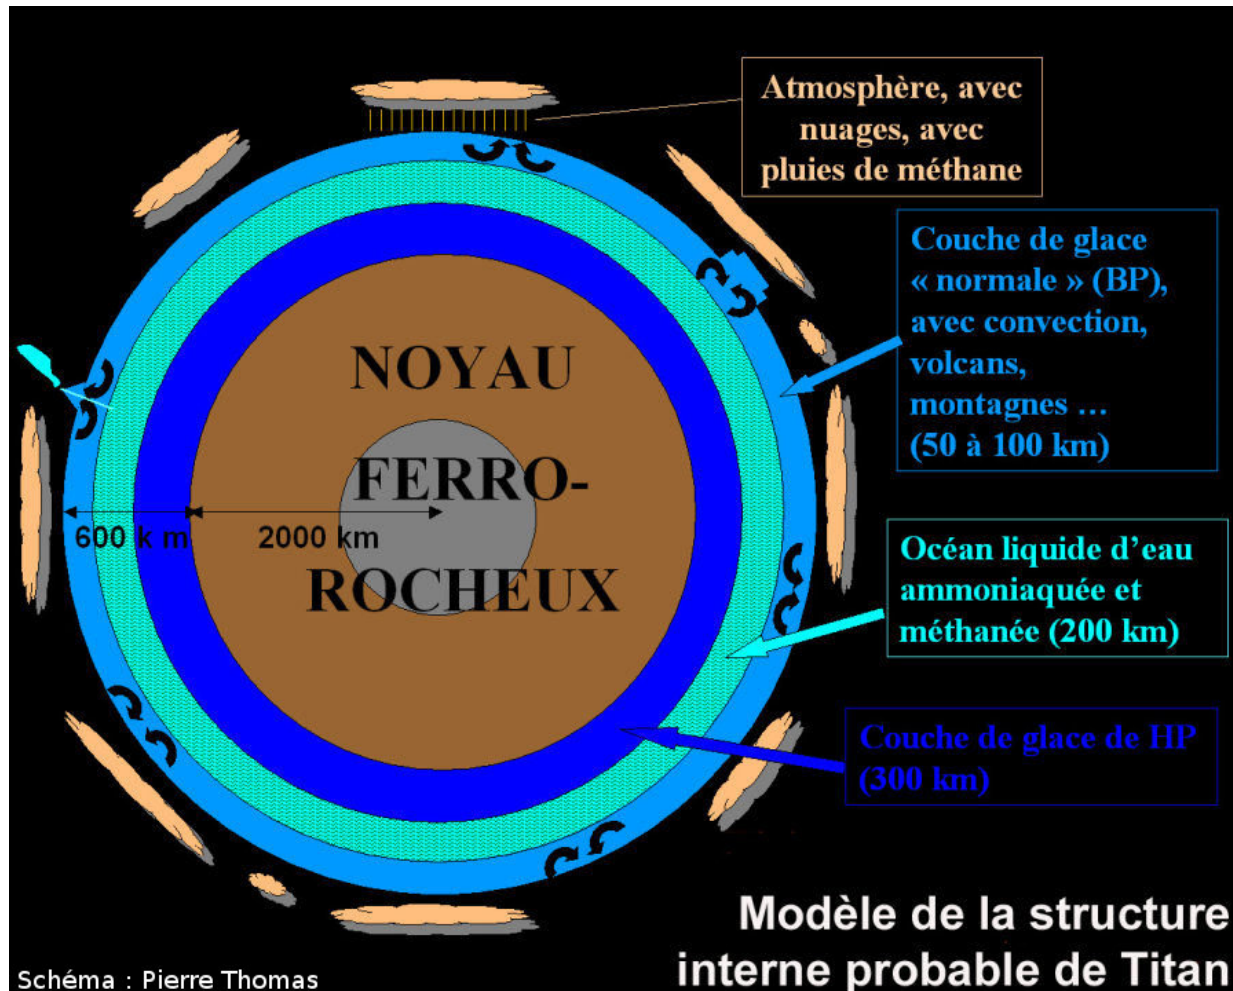 Atmosphère, avec
nuages, avec
pluies de méthane
Couche de glace
« normale » (BP),
avec convection,
volcans,
montagnes ...
(50 à 100 km)
NOYAU
FERRO-
ROCHEUX
600 k m
2000 km
Océan liquide d’eau
ammoniaquée et
méthanée (200 km)
Couche de glace de HP
(300 km)
Modèle de la structure
interne probable de Titan
Schéma : Pierre Thomas